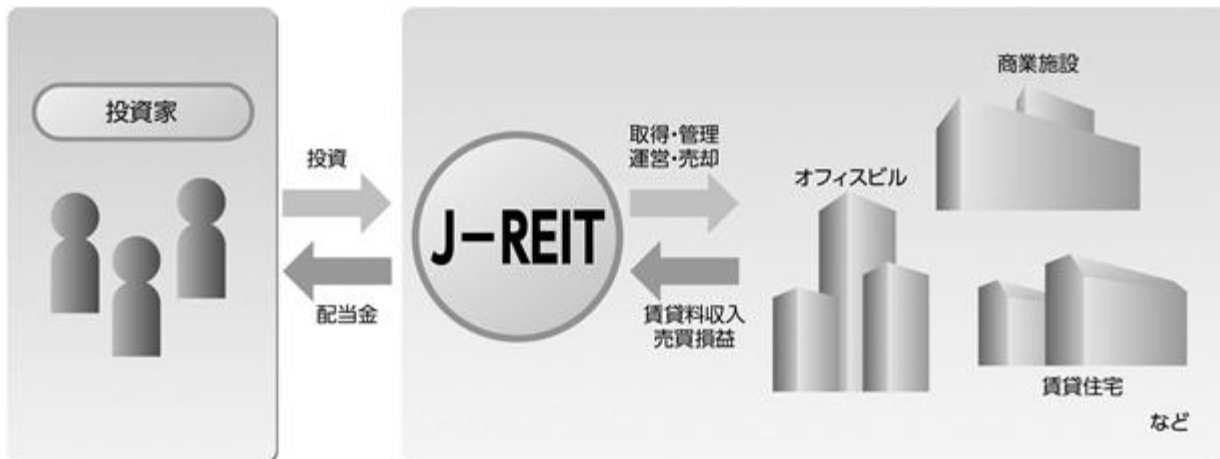 投資家
投資
配当金
J-REIT
取得・管理
運営・売却
賃貸料収入
売買損益
商業施設
オフィスビル
賃貸住宅
など